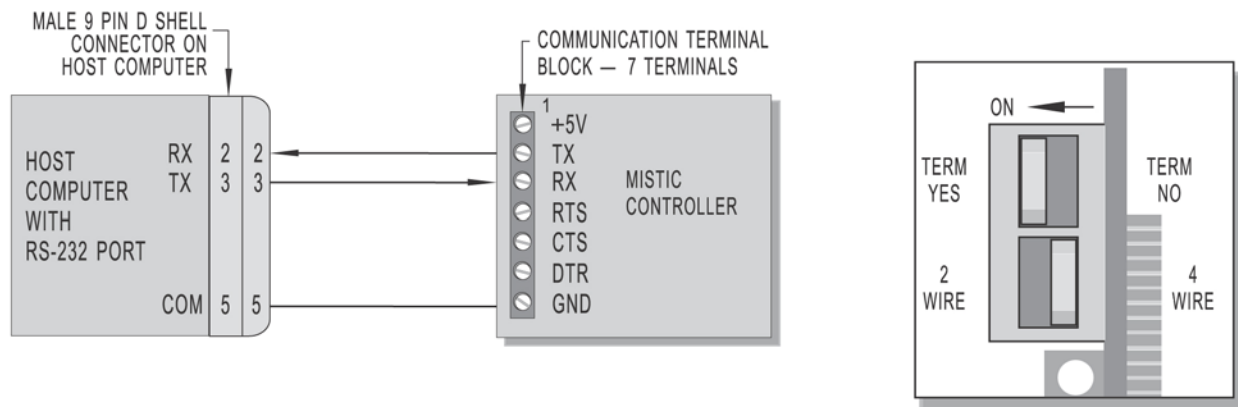 MALE 9 PIN D SHELL
CONNECTOR ON
HOST COMPUTER
HOST
COMPUTER
WITH
RS-232 PORT
RX 2 2
TX 3 3
COM 5 5
COMMUNICATION TERMINAL
BLOCK — 7 TERMINALS
1
+5V
TX
RX
RTS
CTS
DTR
GND
MISTIC
CONTROLLER
ON
TERM
YES
TERM
NO
2
WIRE
4
WIRE